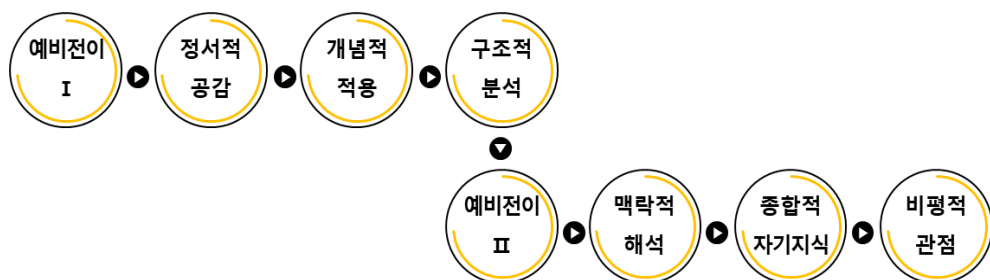 예비전이
I
정서적
공감
개념적
적용
구조적
분석
예비전이
II
맥락적
해석
종합적
자기지식
비평적
관점